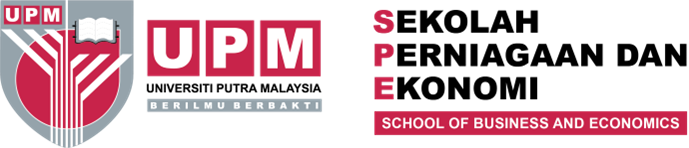 UPM
UPM
UNIVERSITI PUTRA MALAYSIA
BERILMU BERBAKTI
SEKOLAH
PERNIAGAAN DAN
EKONOMI
SCHOOL OF BUSINESS AND ECONOMICS